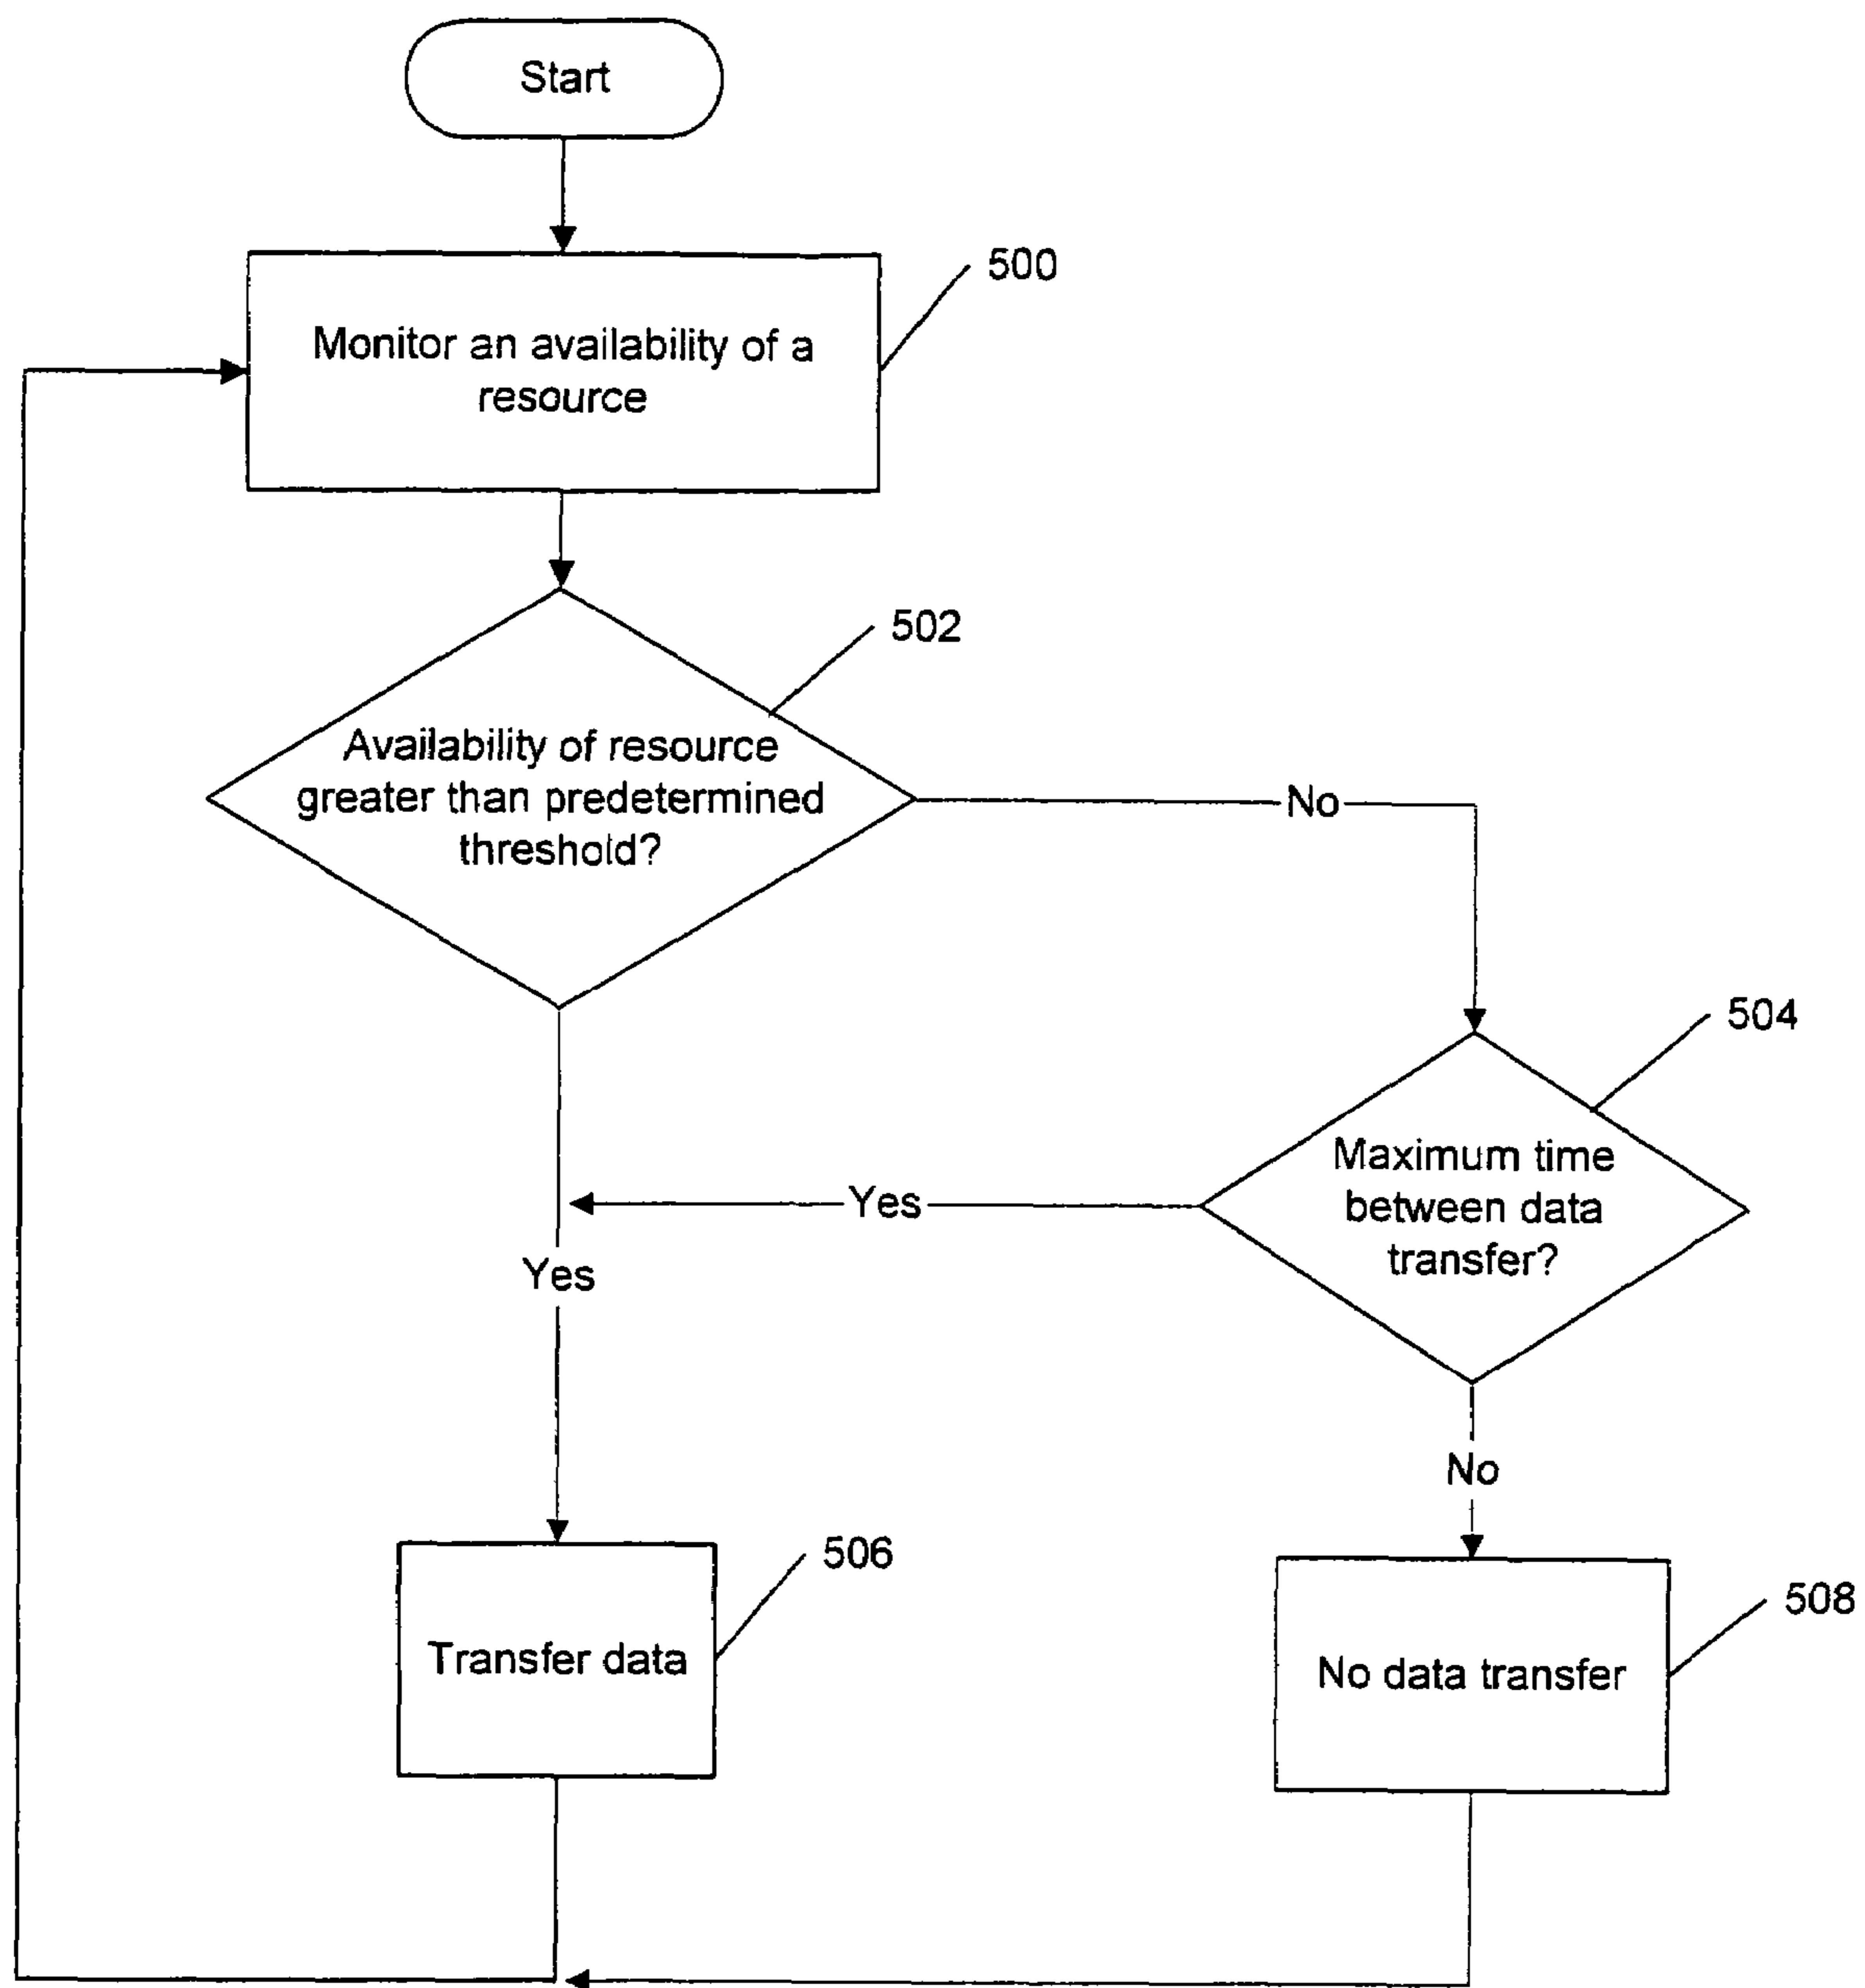 Start
500
Monitor an availability of a
resource
502
Availability of resource
greater than predetermined
threshold?
No
504
Maximum time
between data
transfer?
Yes
Yes
No
506
Transfer data
508
No data transfer